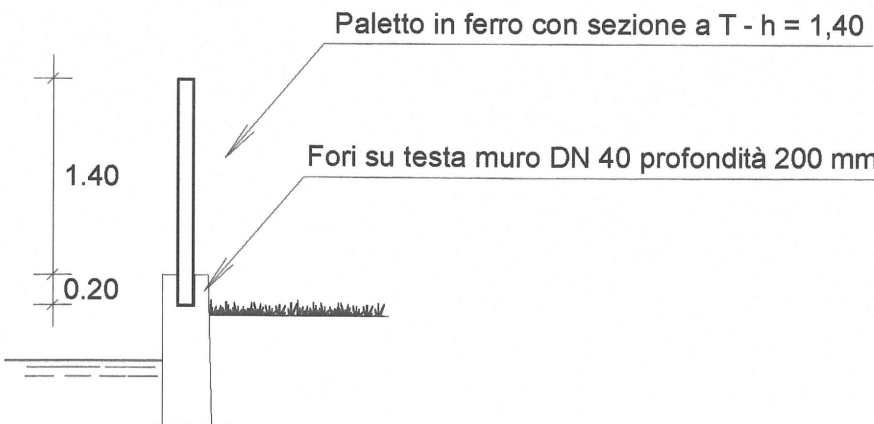 Paletto in ferro con sezione a T - h = 1,40
Fori su testa muro DN 40 profondità 200 mm
1.40
0.20